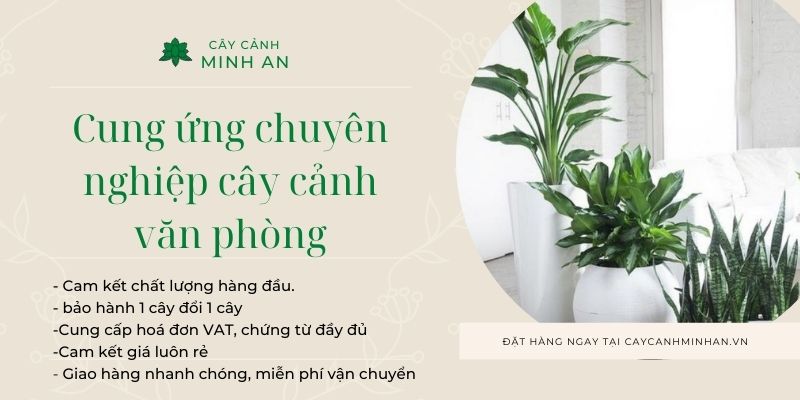 CÂY CẢNH
MINH AN
Cung ứng chuyên
nghiệp cây cảnh
văn phòng
- Cam kết chất lượng hàng đầu.
- bảo hành 1 cây đổi 1 cây
-Cung cấp hoá đơn VAT, chứng từ đầy đủ
-Cam kết giá luôn rẻ
- Giao hàng nhanh chóng, miễn phí vận chuyển
ĐẶT HÀNG NGAY TẠI CAYCANHMINHAN.VN